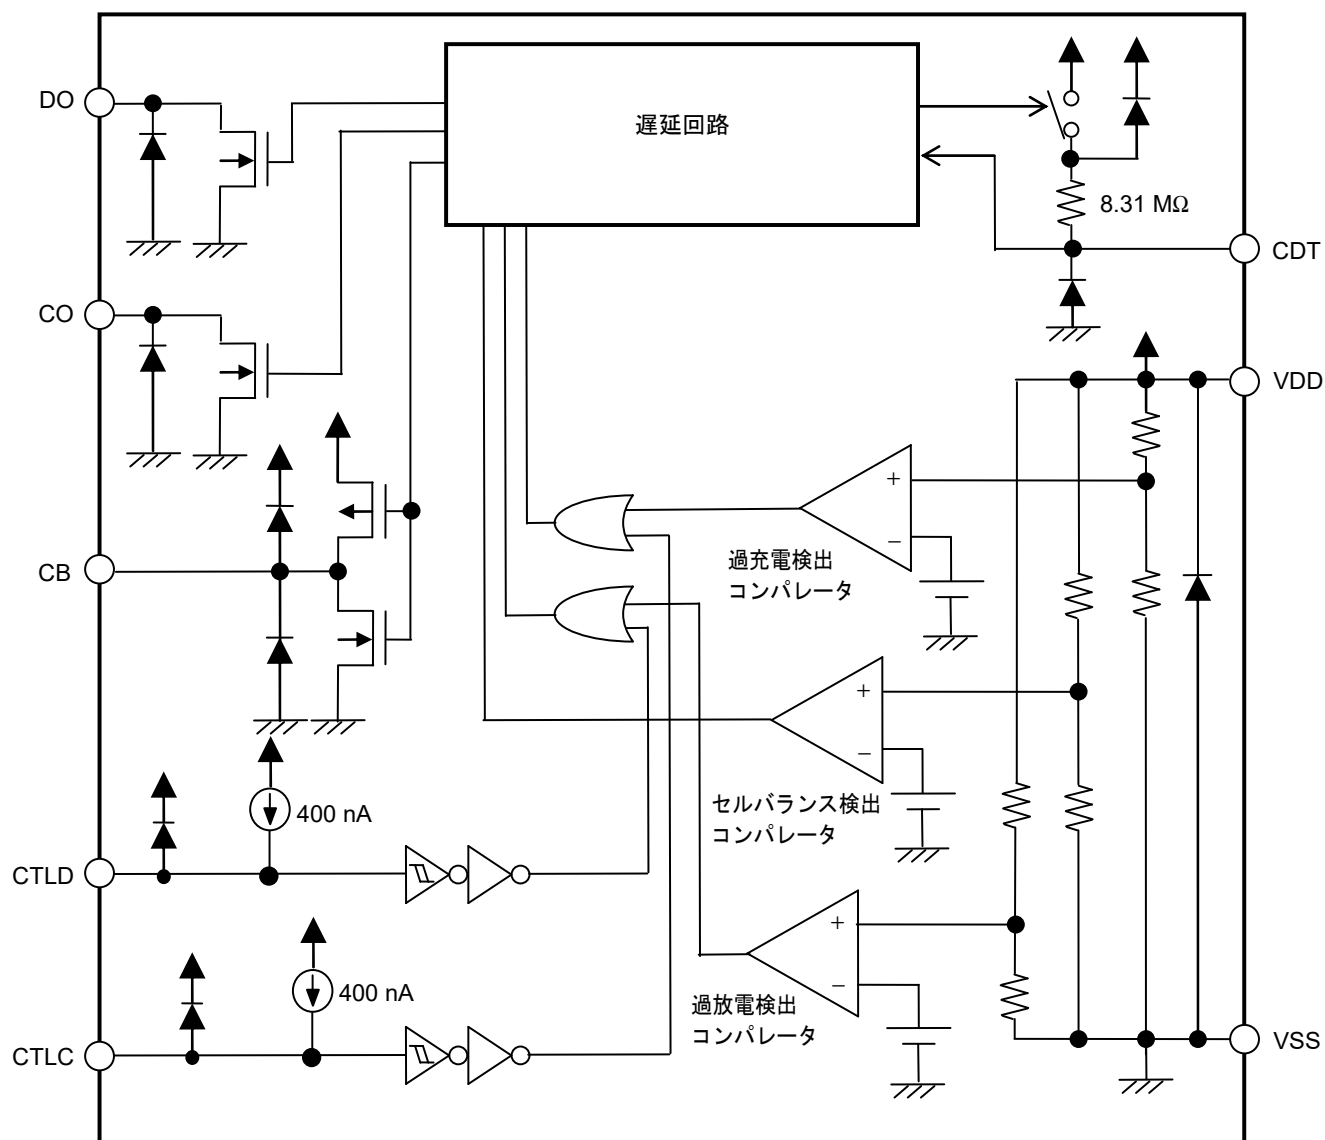 DO
遅延回路
8.31 MΩ
CDT
CO
VDD
+
−
過充電検出
コンパレータ
CB
+
−
セルバランス検出
コンパレータ
400 nA
CTLD
+
−
過放電検出
コンパレータ
400 nA
CTLC
VSS